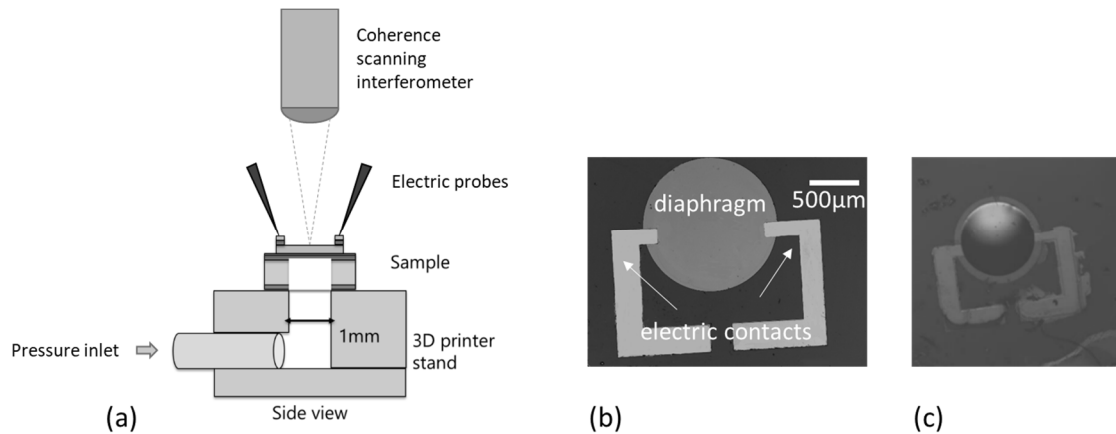 Coherence
scanning
interferometer
Electric probes
Sample
1mm
Pressure inlet
3D printer
stand
Side view
(a)
diaphragm
500μm
electric contacts
(b)
(c)